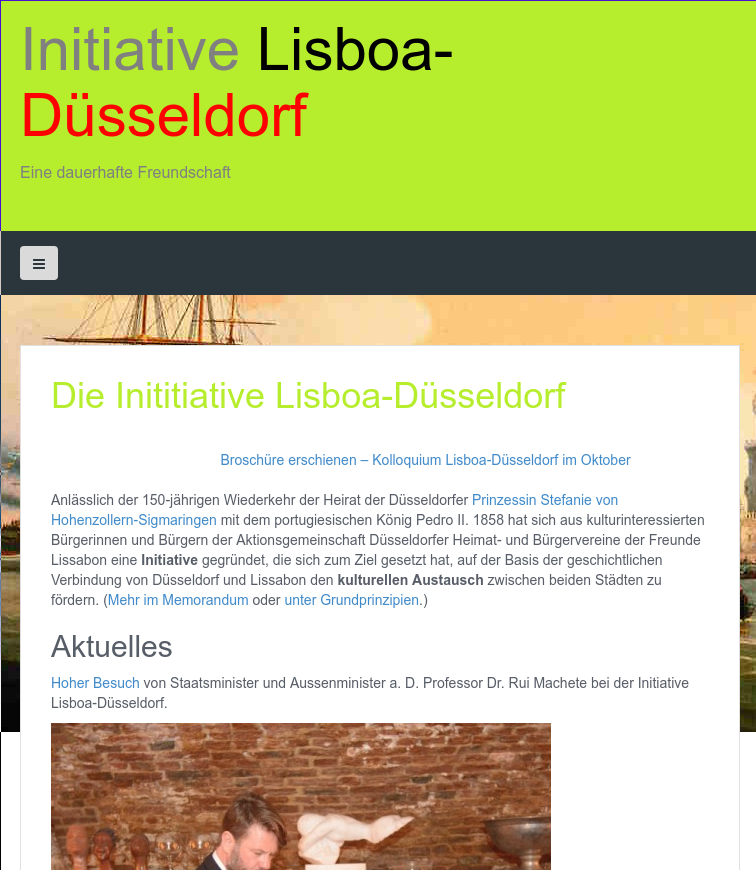 Initiative Lisboa-
Düsseldorf
Eine dauerhafte Freundschaft
Die Inititiative Lisboa-Düsseldorf
Broschüre erschienen – Kolloquium Lisboa-Düsseldorf im Oktober
Anlässlich der 150-jährigen Wiederkehr der Heirat der Düsseldorfer Prinzessin Stefanie von
Hohenzollern-Sigmaringen mit dem portugiesischen König Pedro II. 1858 hat sich aus kulturinteressierten
Bürgerinnen und Bürgern der Aktionsgemeinschaft Düsseldorfer Heimat- und Bürgervereine der Freunde
Lissabon eine Initiative gegründet, die sich zum Ziel gesetzt hat, auf der Basis der geschichtlichen
Verbindung von Düsseldorf und Lissabon den kulturellen Austausch zwischen beiden Städten zu
fördern. (Mehr im Memorandum oder unter Grundprinzipien.)
Aktuelles
Hoher Besuch von Staatsminister und Aussenminister a. D. Professor Dr. Rui Machete bei der Initiative
Lisboa-Düsseldorf.